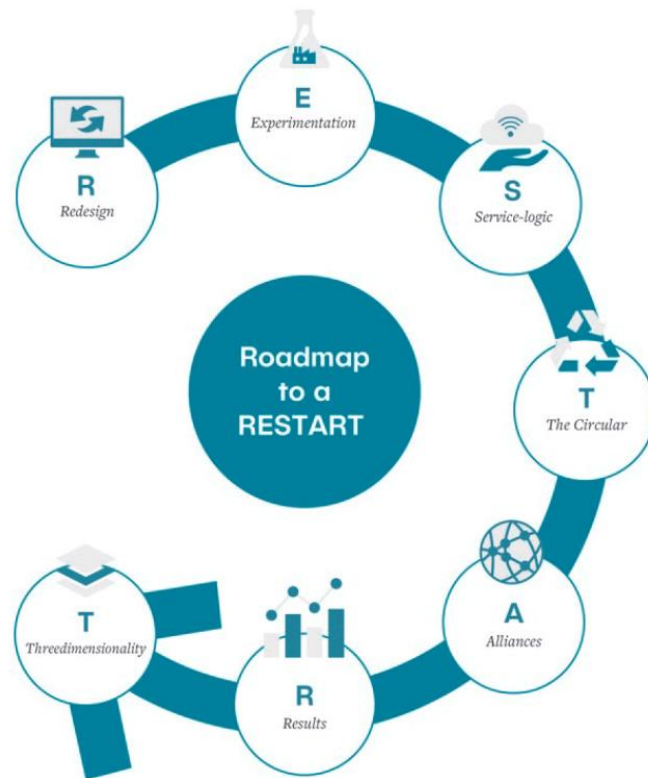 E
Experimentation
R
Redesign
S
Service-logic
Roadmap
to a
RESTART
T
The Circular
A
Alliances
T
Threedimensionality
R
Results